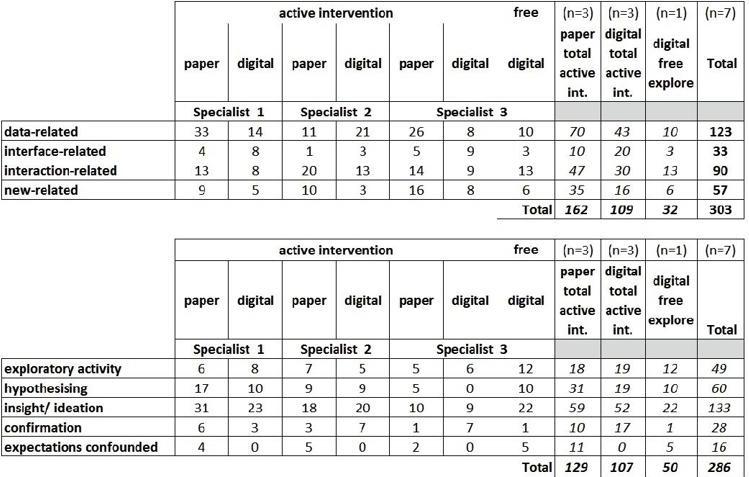 active intervention free (n=3) (n=3) (n=1) (n=7)
paper digital paper digital paper digital digital paper total active int. digital total active int. digital free explore Total
Specialist 1 Specialist 2 Specialist 3
data-related 33 14 11 21 26 8 10 70 43 10 123
interface-related 4 8 1 3 5 9 3 10 20 3 33
interaction-related 13 8 20 13 14 9 13 47 30 13 90
new-related 9 5 10 3 16 8 6 35 16 6 57
Total 162 109 32 303
active intervention free (n=3) (n=3) (n=1) (n=7)
paper digital paper digital paper digital digital paper total active int. digital total active int. digital free explore Total
Specialist 1 Specialist 2 Specialist 3
exploratory activity 6 8 7 5 5 6 12 18 19 12 49
hypothesising 17 10 9 9 5 0 10 31 19 10 60
insight/ ideation 31 23 18 20 10 9 22 59 52 22 133
confirmation 6 3 3 7 1 7 1 10 17 1 28
expectations confounded 4 0 5 0 2 0 5 11 0 5 16
Total 129 107 50 286